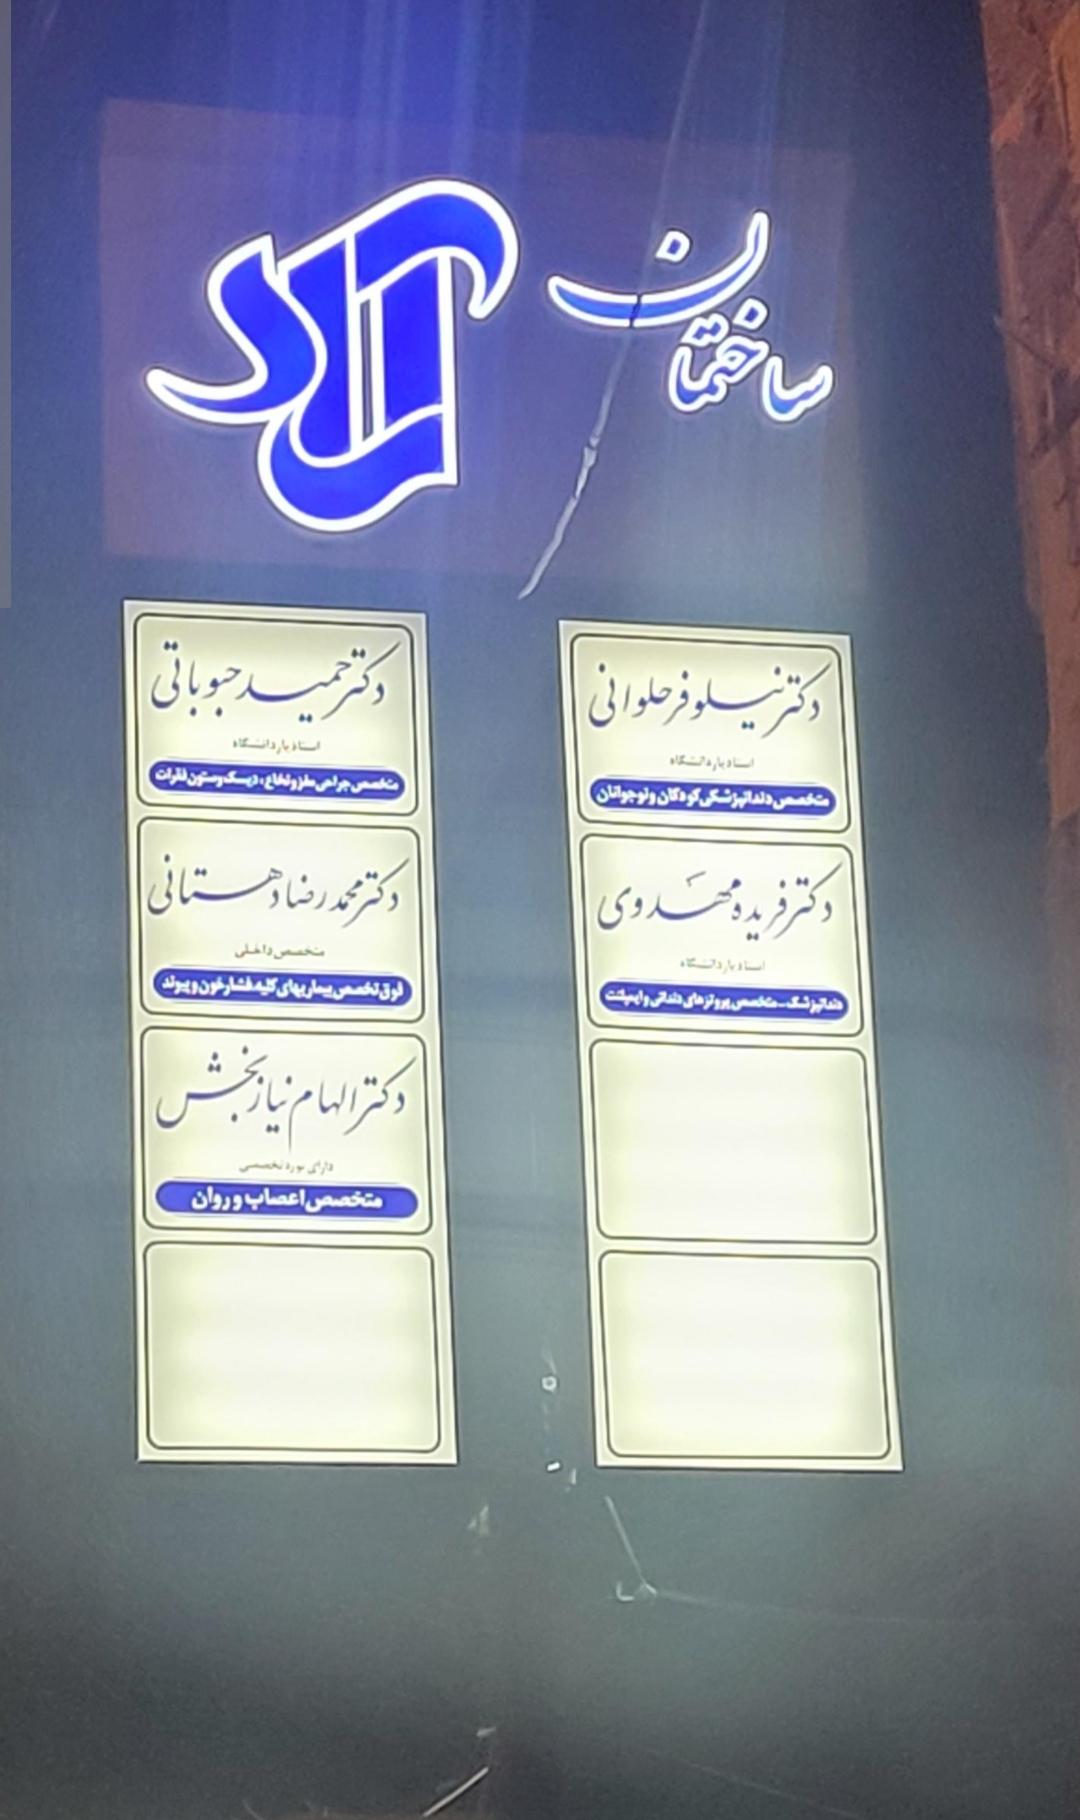 ساختمان
دکتر نیلوفر حلوانی
استادیار دانشگاه
متخصص دندانپزشکی کودکان و نوجوانان
دکتر فریده مهدوی
استادیار دانشگاه
دندانپزشک - متخصص پروتزهای دندانی و ایمپلنت
دکتر حمید حبوباتی
استادیار دانشگاه
متخصص جراحی مغز و نخاع، دیسک و ستون فقرات
دکتر محمدرضا دهستانی
متخصص داخلی
فوق تخصص بیماریهای کلیه فشار خون و پیوند
دکتر الهام نیازبخش
دارای بورد تخصصی
متخصص اعصاب و روان